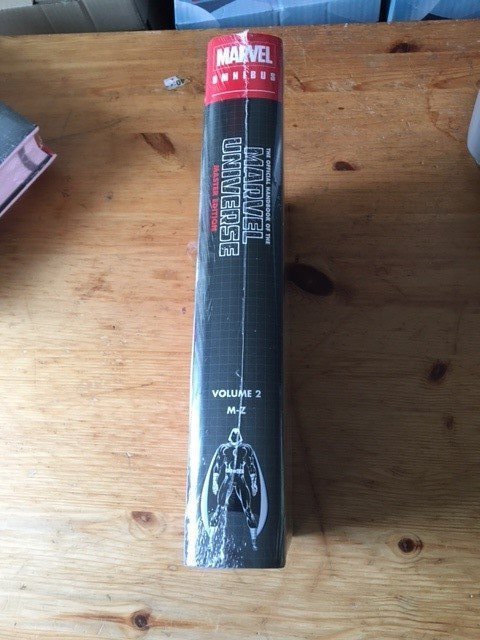 MARVEL
OMNIBUS
THE OFFICIAL HANDBOOK OF THE
MARVEL
UNIVERSE
MASTER EDITION
VOLUME 2
M-Z